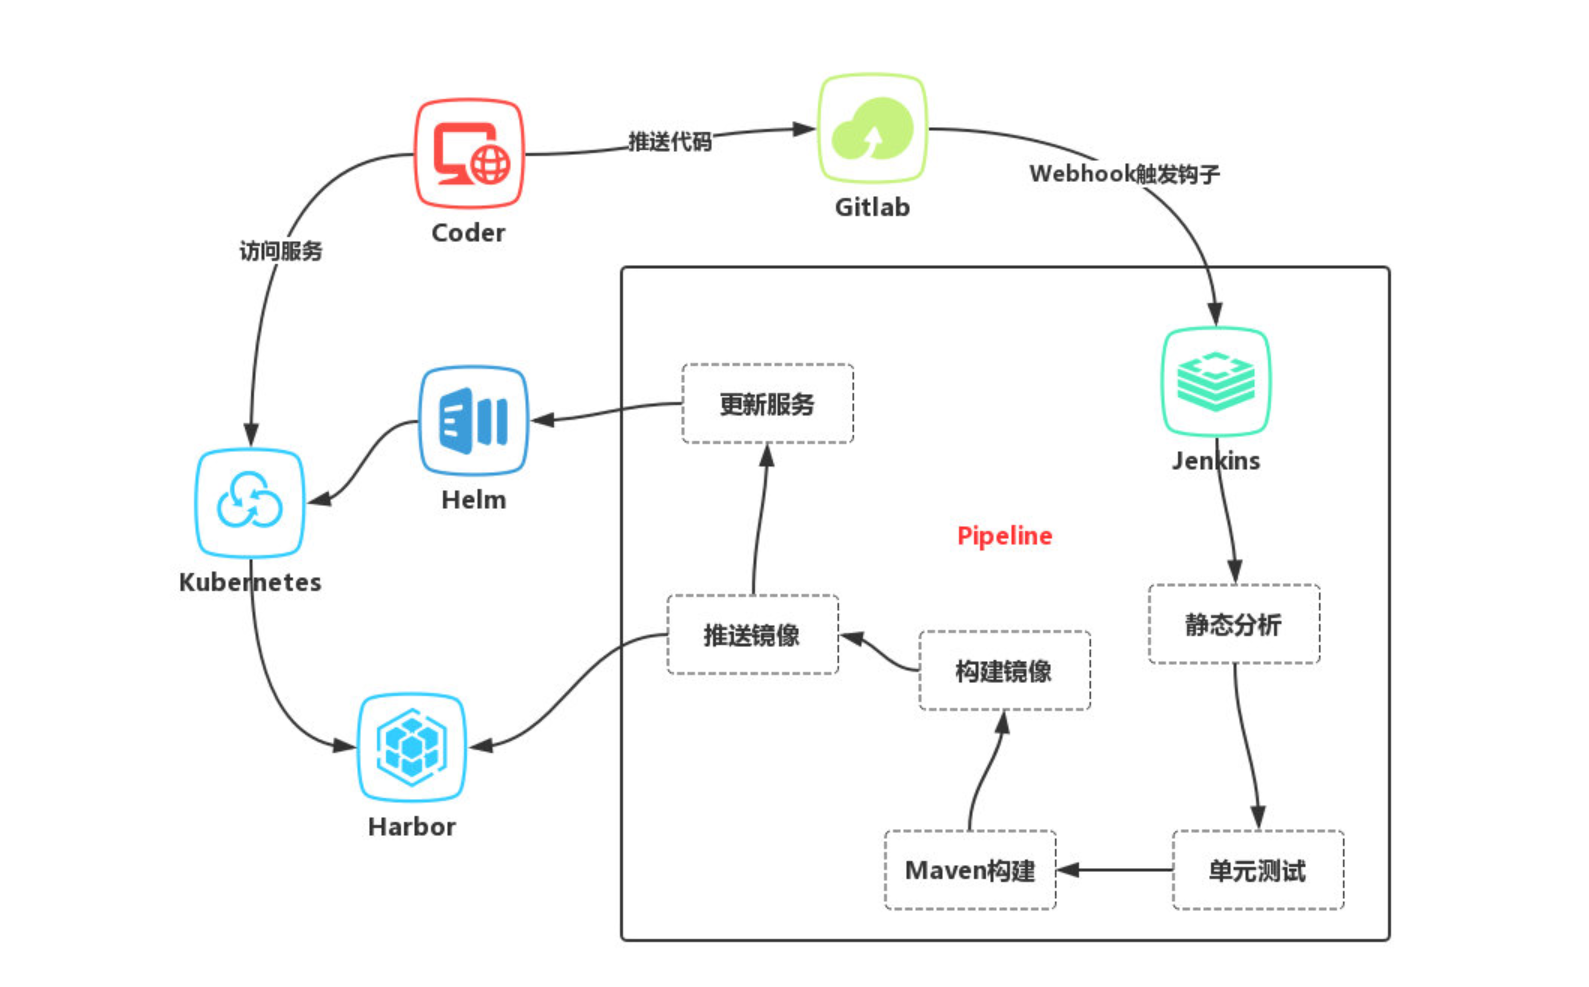 推送代码
Webhook触发钩子
Gitlab
Coder
访问服务
更新服务
Jenkins
Helm
Pipeline
Kubernetes
静态分析
推送镜像
构建镜像
Harbor
Maven构建
单元测试